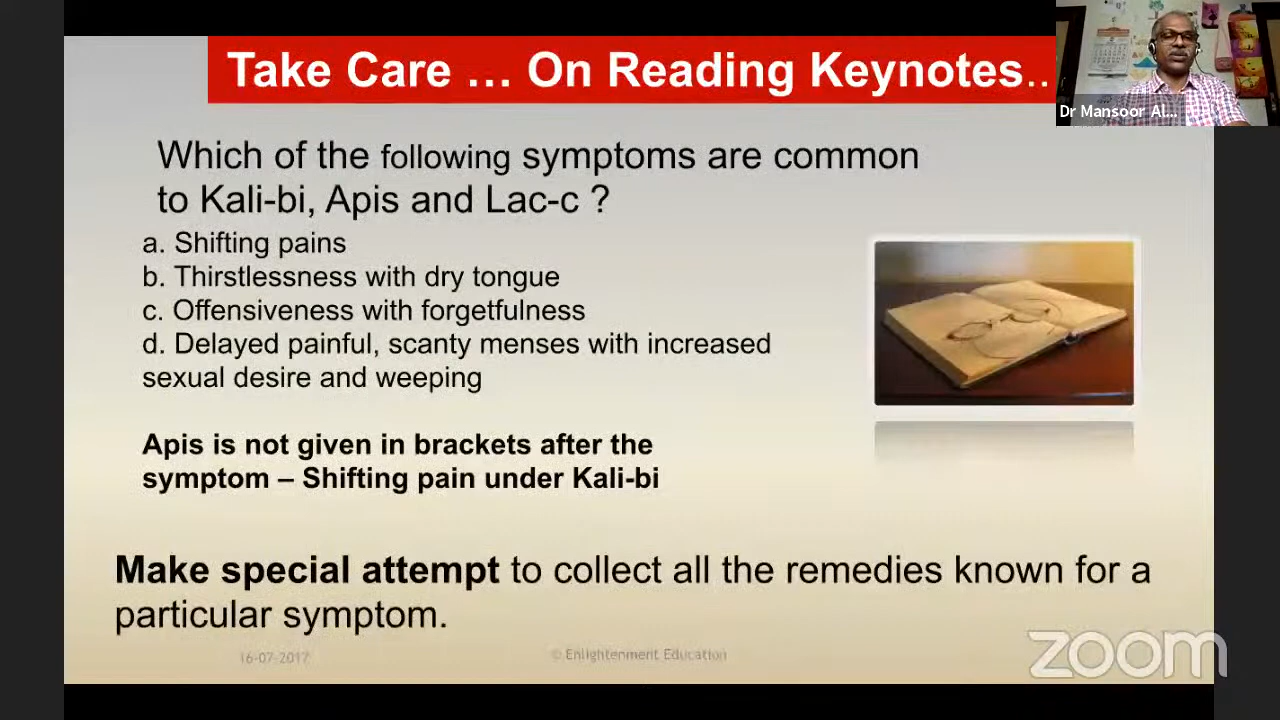 Take Care … On Reading Keynotes..
Dr Mansoor Al...
Which of the following symptoms are common
to Kali-bi, Apis and Lac-c ?
a. Shifting pains
b. Thirstlessness with dry tongue
c. Offensiveness with forgetfulness
d. Delayed painful, scanty menses with increased
sexual desire and weeping
Apis is not given in brackets after the
symptom – Shifting pain under Kali-bi
Make special attempt to collect all the remedies known for a
particular symptom.
16-07-2017
© Enlightenment Education
zoom